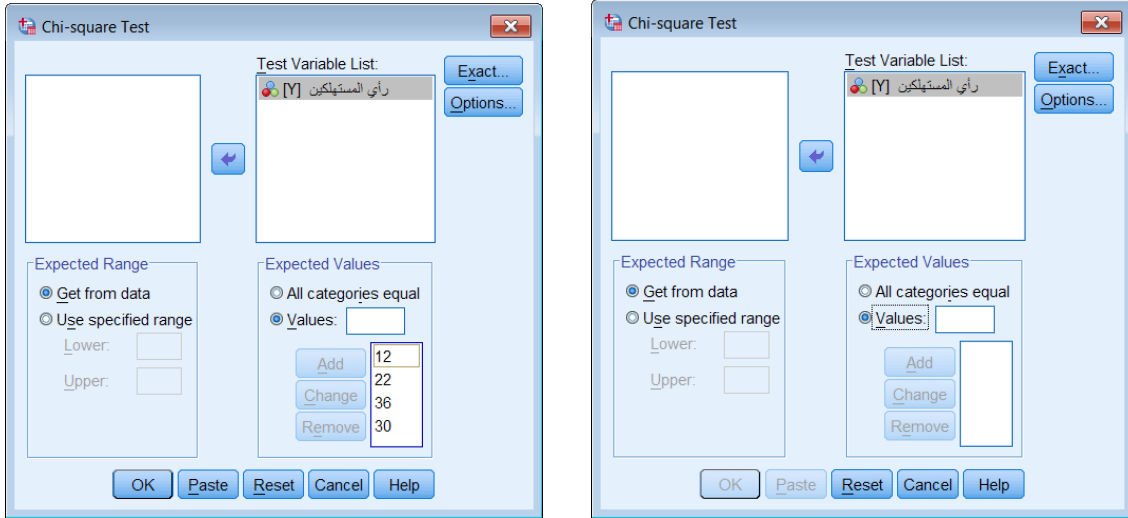 Chi-square Test
Test Variable List:
رأي المستهلكين [Y]
Exact...
Options...
Expected Range
Get from data
Use specified range
Lower:
Upper:
Expected Values
All categories equal
Values:
Add
Change
Remove
12
22
36
30
OK Paste Reset Cancel Help
Chi-square Test
Test Variable List:
رأي المستهلكين [Y]
Exact...
Options...
Expected Range
Get from data
Use specified range
Lower:
Upper:
Expected Values
All categories equal
Values:
Add
Change
Remove
OK Paste Reset Cancel Help